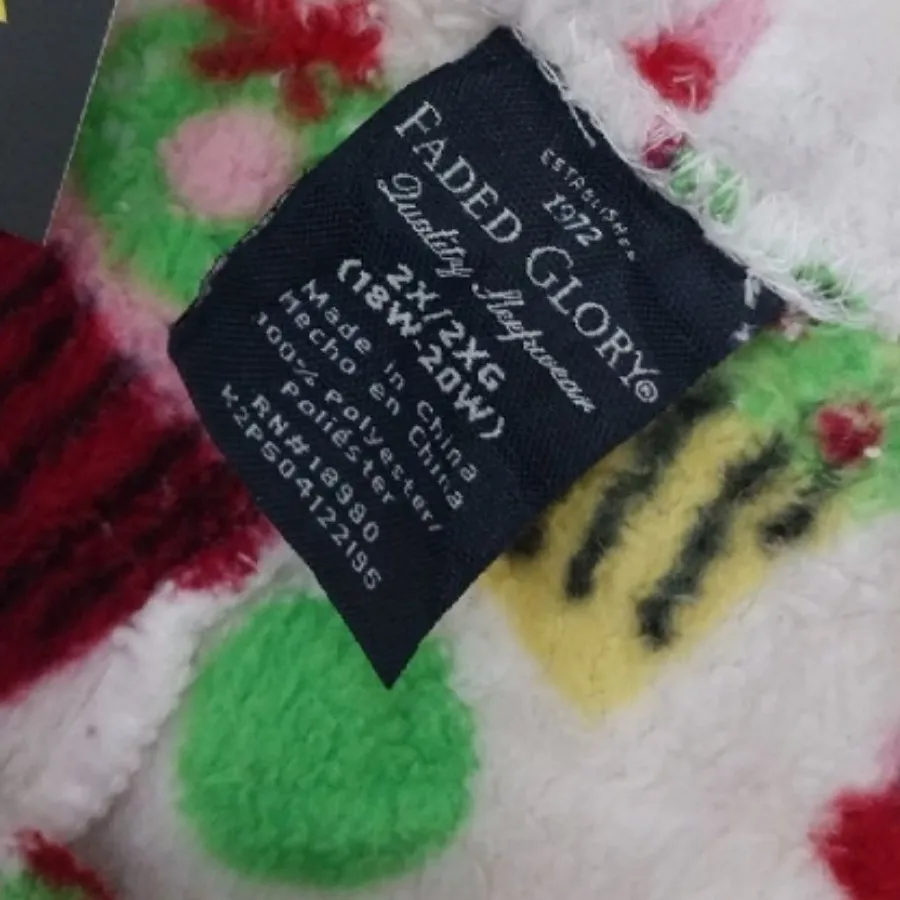 ESTABLISHED
1972
FADED GLORY®
Quality Sleepwear
2X/2XG
(18W-20W)
Made in China
Hecho en China
100% Polyester/
Poliéster
RN#18980
K2P504122195